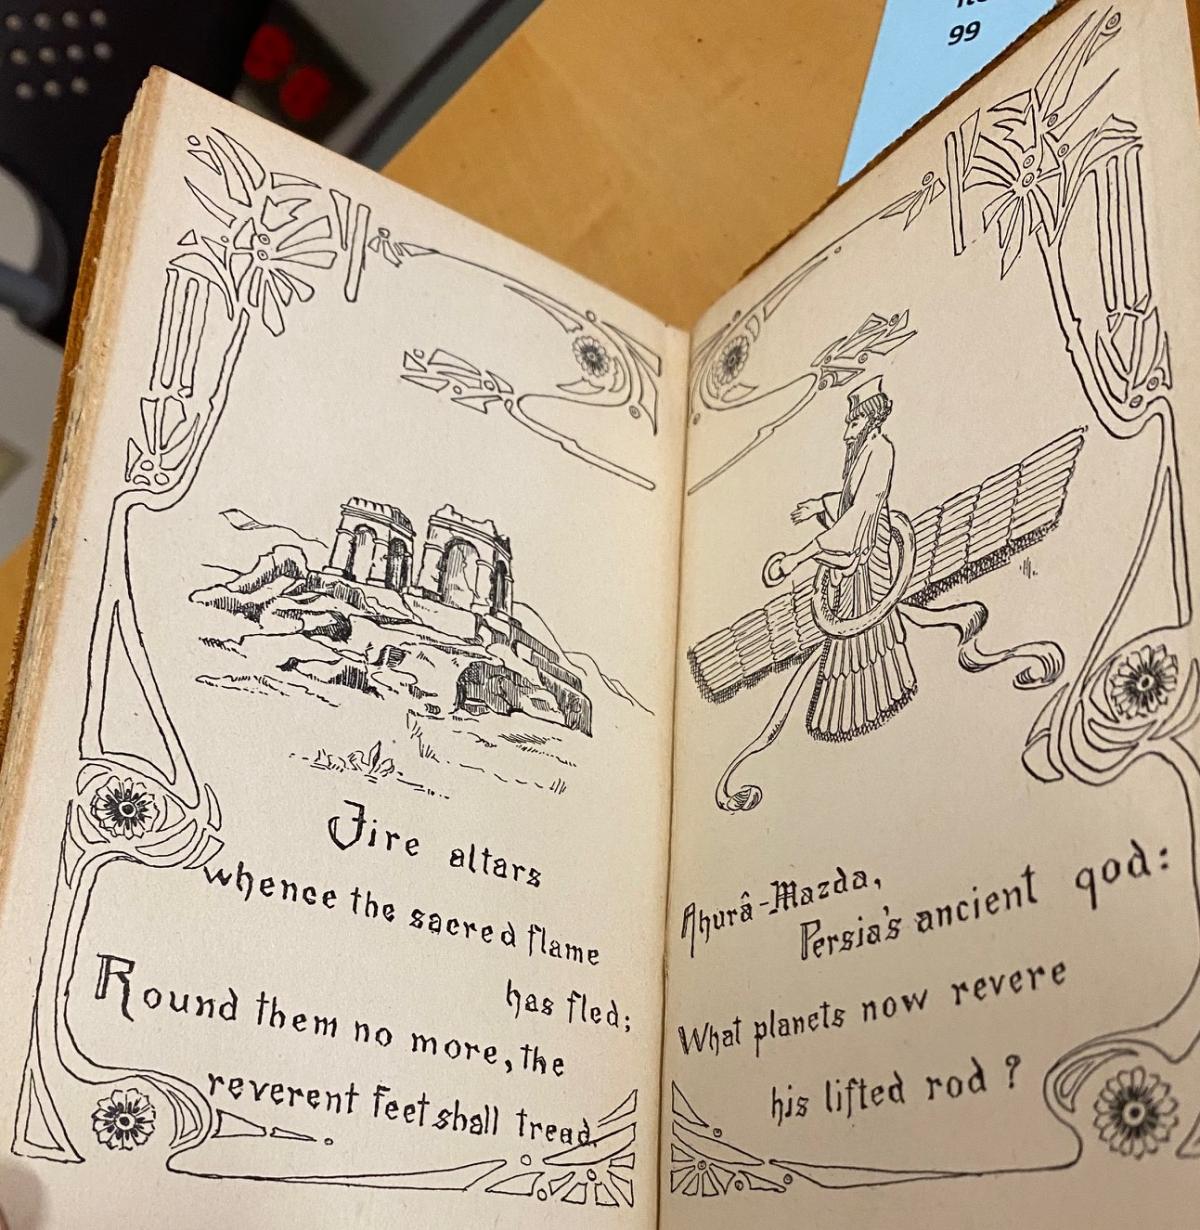 99
Fire altars
whence the sacred flame
has fled;
Round them no more, the
reverent feet shall tread.
Ahurâ-Mazda,
Persia's ancient god:
What planets now revere
his lifted rod?